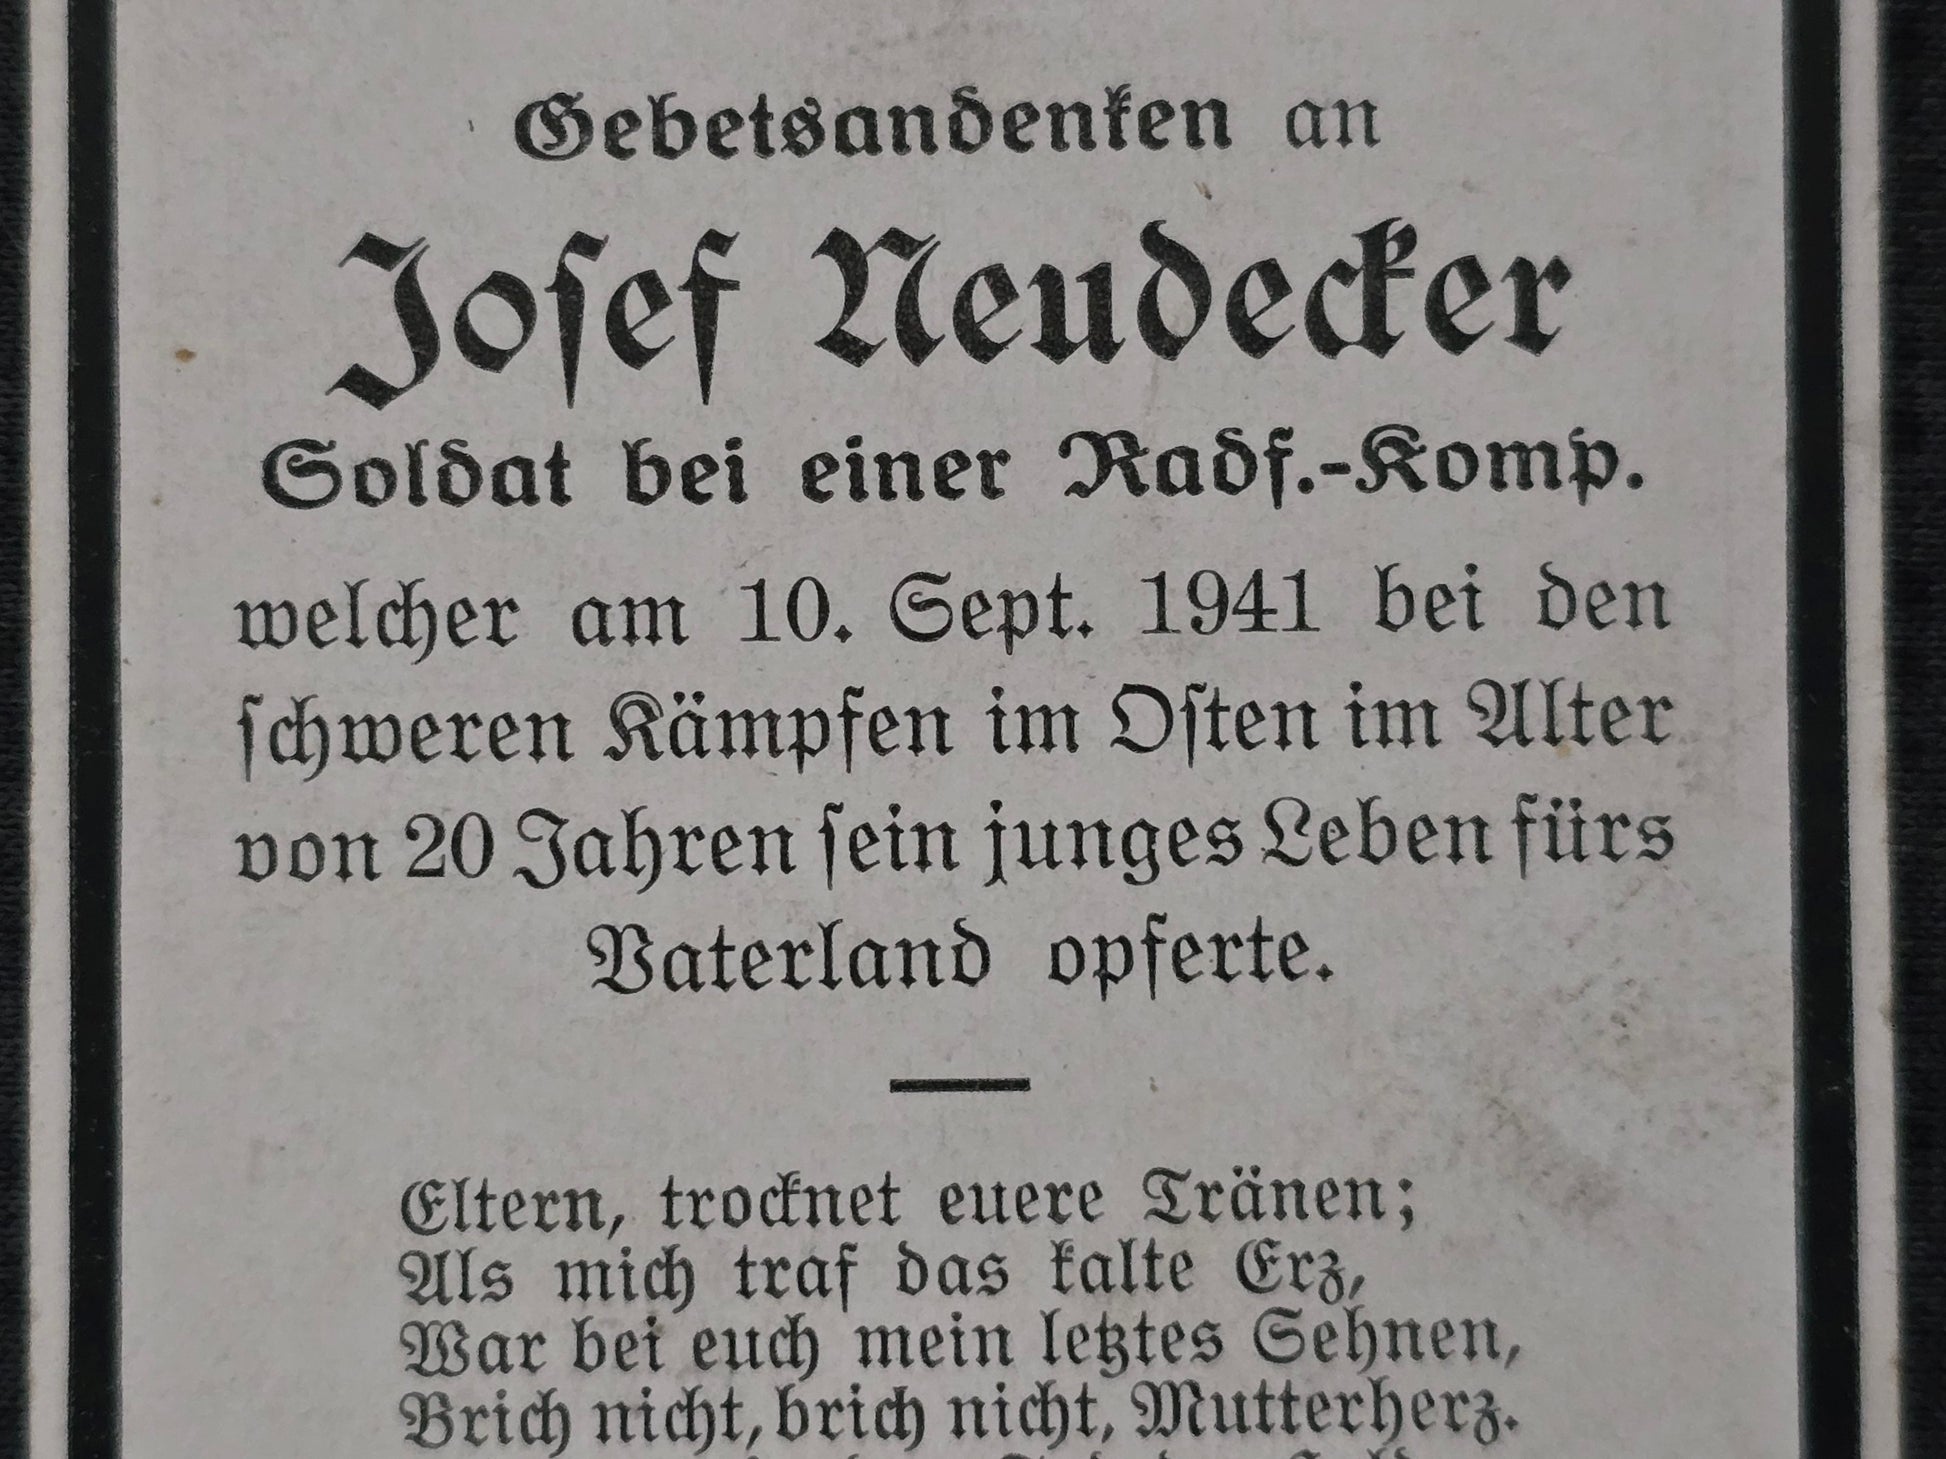 Gebetsandenken an
Josef Neudecker
Soldat bei einer Radf.-Komp.
welcher am 10. Sept. 1941 bei den
schweren Kämpfen im Osten im Alter
von 20 Jahren sein junges Leben fürs
Vaterland opferte.
Eltern, trocknet euere Tränen;
Als mich traf das kalte Erz,
War bei euch mein letztes Sehnen,
Brich nicht, brich nicht, Mutterherz.